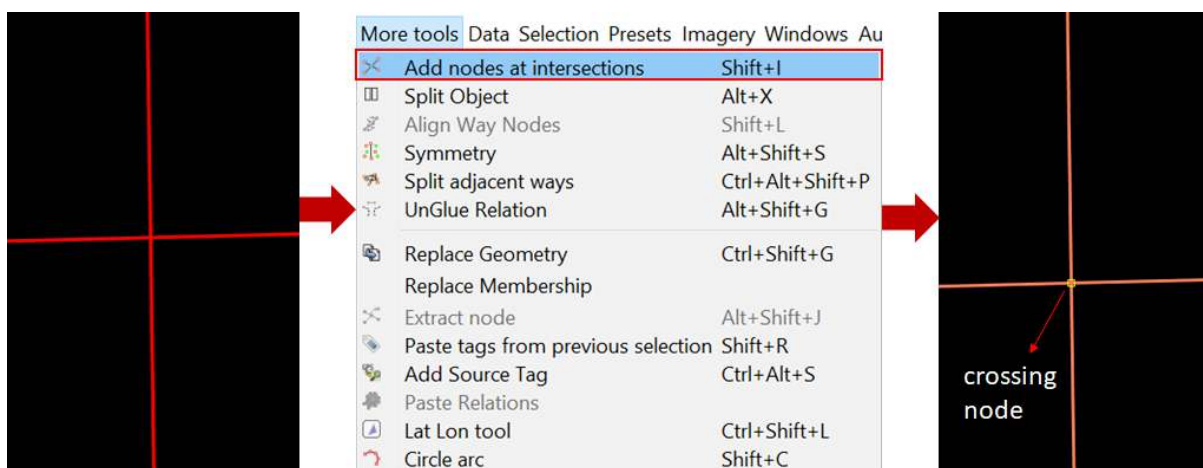 More tools Data Selection Presets Imagery Windows Au
Add nodes at intersections Shift+I
Split Object Alt+X
Align Way Nodes Shift+L
Symmetry Alt+Shift+S
Split adjacent ways Ctrl+Alt+Shift+P
UnGlue Relation Alt+Shift+G
Replace Geometry Ctrl+Shift+G
Replace Membership
Extract node Alt+Shift+J
Paste tags from previous selection Shift+R
Add Source Tag Ctrl+Alt+S
Paste Relations
Lat Lon tool Ctrl+Shift+L
Circle arc Shift+C
crossing
node